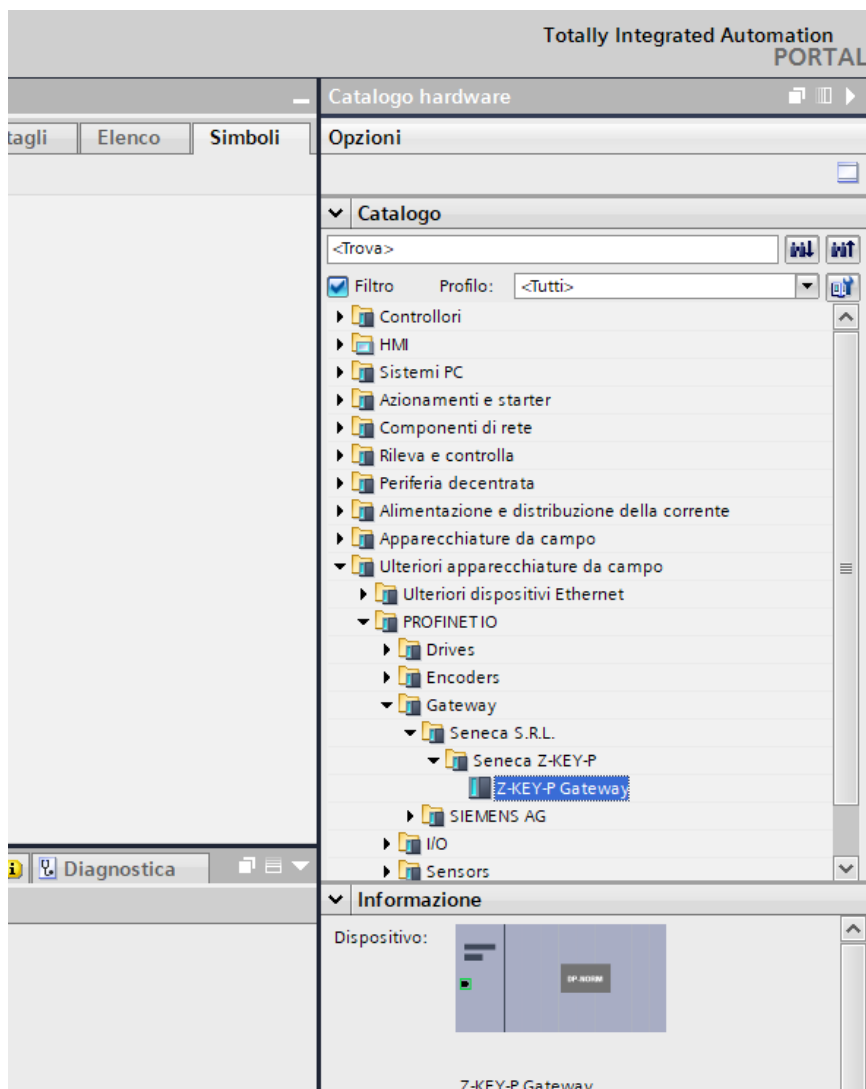 Totally Integrated Automation
PORTAL
Catalogo hardware
tagli Elenco Simboli
Opzioni
Catalogo
<Trova>
Filtro Profilo: <Tutti>
Controllori
HMI
Sistemi PC
Azionamenti e starter
Componenti di rete
Rileva e controlla
Periferia decentrata
Alimentazione e distribuzione della corrente
Apparecchiature da campo
Ulteriori apparecchiature da campo
Ulteriori dispositivi Ethernet
PROFINET IO
Drives
Encoders
Gateway
Seneca S.R.L.
Seneca Z-KEY-P
Z-KEY-P Gateway
SIEMENS AG
I/O
Sensors
Diagnostica
Informazione
Dispositivo:
DP-NORM
Z-KEY-P Gateway